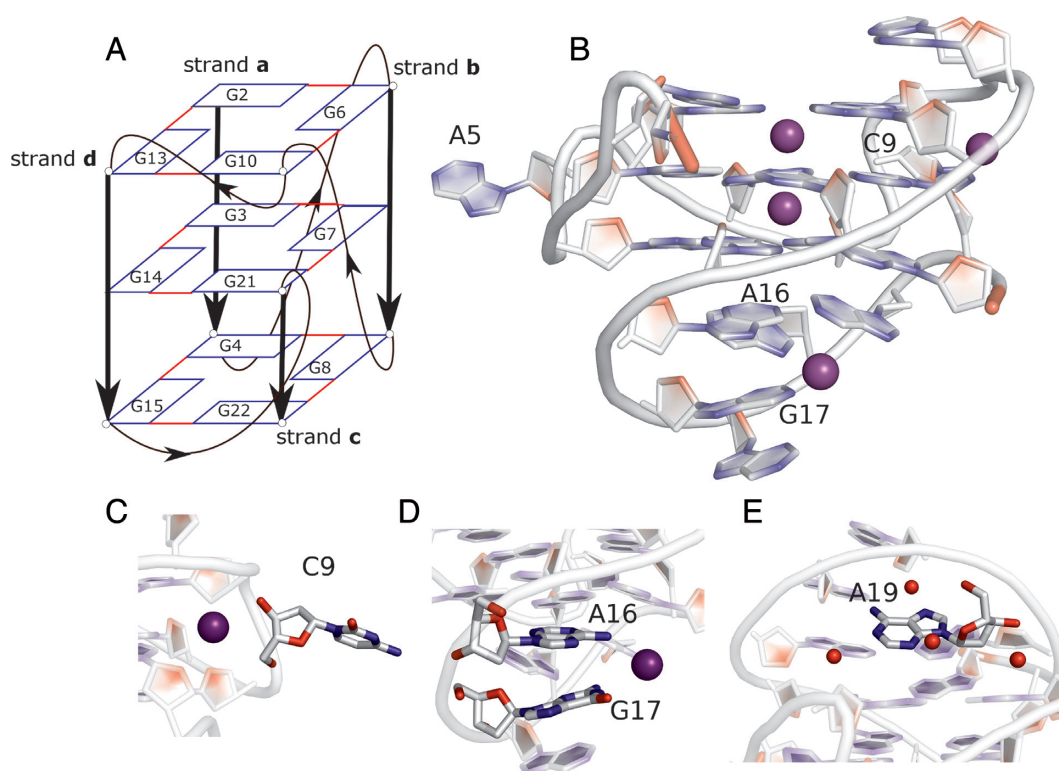 A
strand a
strand b
G2
G6
strand d
G13
G10
G3
G7
G14
G21
G4
G8
G15
G22
strand c
B
A5
C9
A16
G17
C
C9
D
A16
G17
E
A19